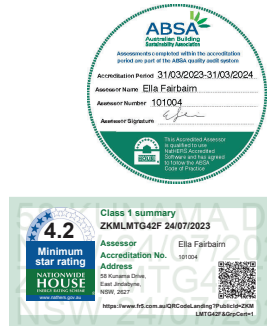 ABSA
Australian Building
Sustainability Association
Assessments completed within the accreditation
period are part of the ABSA quality audit system
Accreditation Period 31/03/2023-31/03/2024
Assessor Name Ella Fairbairn
Assessor Number 101004
Assessor Signature
This Accredited Assessor
is qualified to use
NatHERS Accredited
Software and has agreed
to follow the ABSA
Code of Practice
4.2
Minimum
star rating
NATIONWIDE
HOUSE
ENERGY RATING SCHEME
www.nathers.gov.au
Class 1 summary
ZKMLMTG42F 24/07/2023
Assessor Ella Fairbairn
Accreditation No. 101004
Address
58 Kunama Drive,
East Jindabyne,
NSW, 2627
https://www.fr5.com.au/QRCodeLanding?PublicId=ZKM
LMTG42F&GrpCert=1